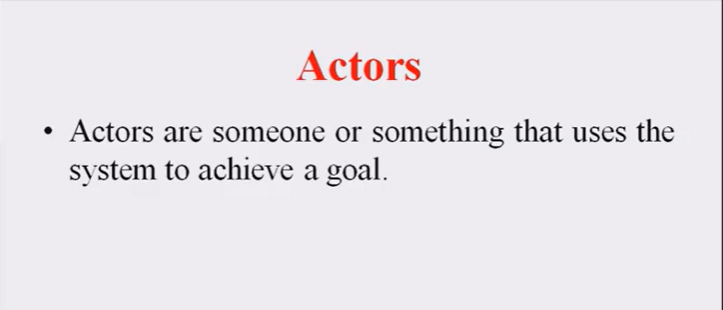 Actors
• Actors are someone or something that uses the
system to achieve a goal.